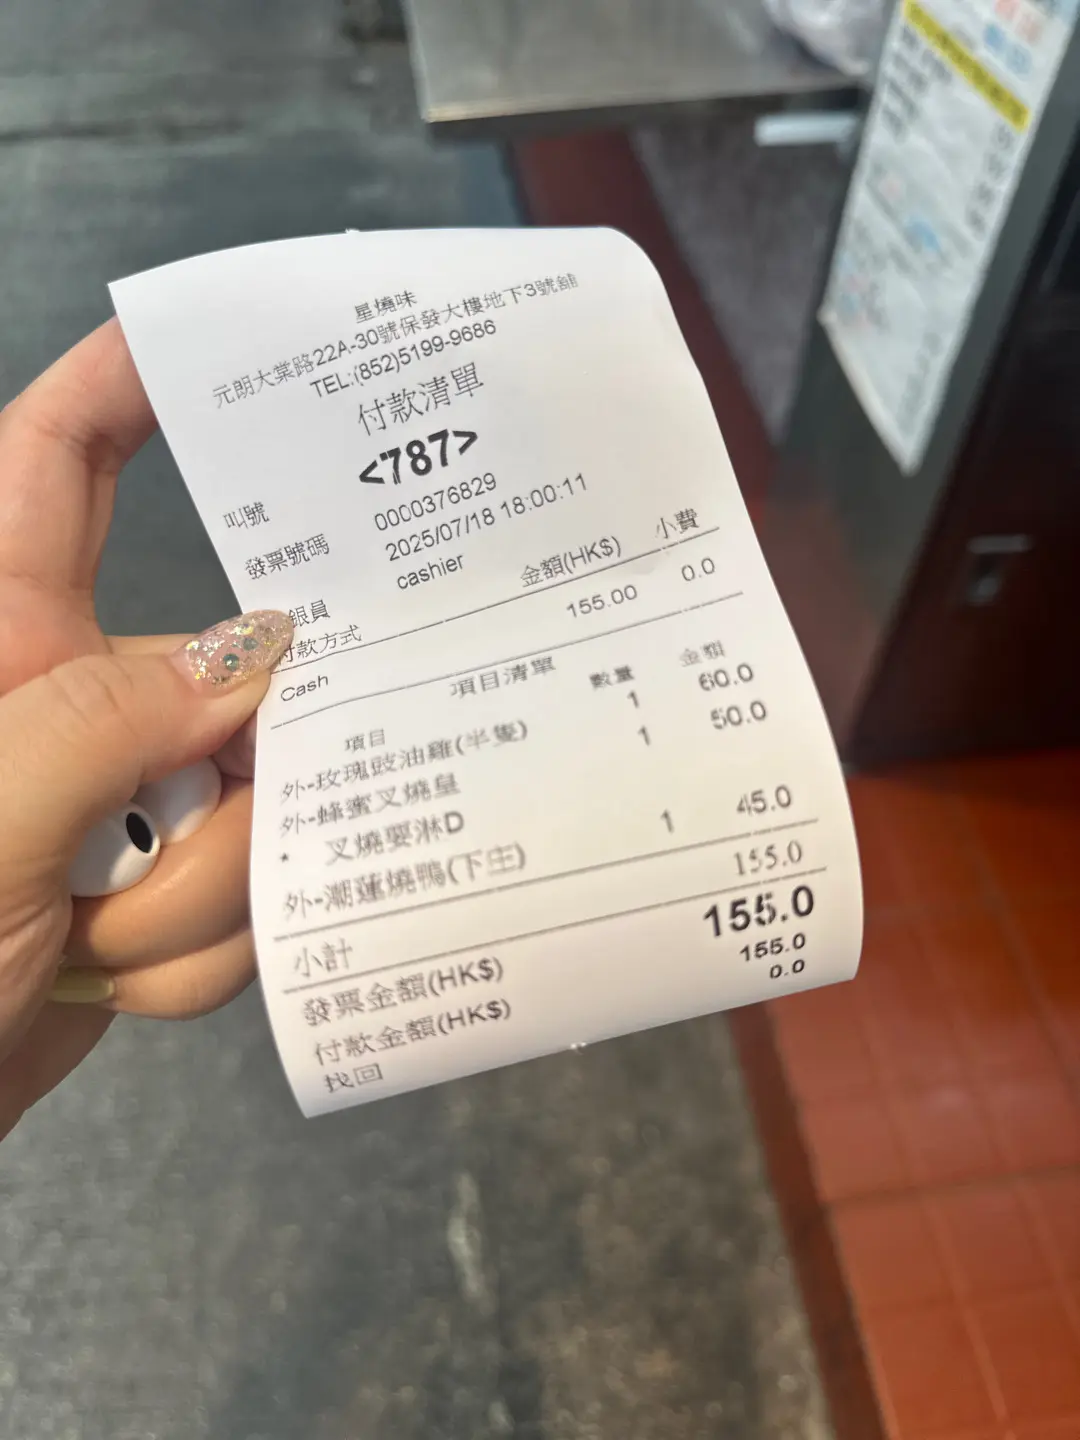 星燒味
元朗大棠路22A-30號保發大樓地下3號舖
TEL:(852)5199-9686
付款清單
叫號 <787>
發票號碼 0000376829
2025/07/18 18:00:11
銀員 cashier
付款方式 金額(HK$) 小費
Cash 155.00 0.0
項目清單
項目 數量 金額
外-玫瑰豉油雞(半隻) 1 60.0
外-蜂蜜叉燒皇 1 50.0
* 叉燒要淋D
外-潮蓮燒鴨(下庄) 1 45.0
小計 155.0
發票金額(HK$) 155.0
付款金額(HK$) 155.0
找回 0.0